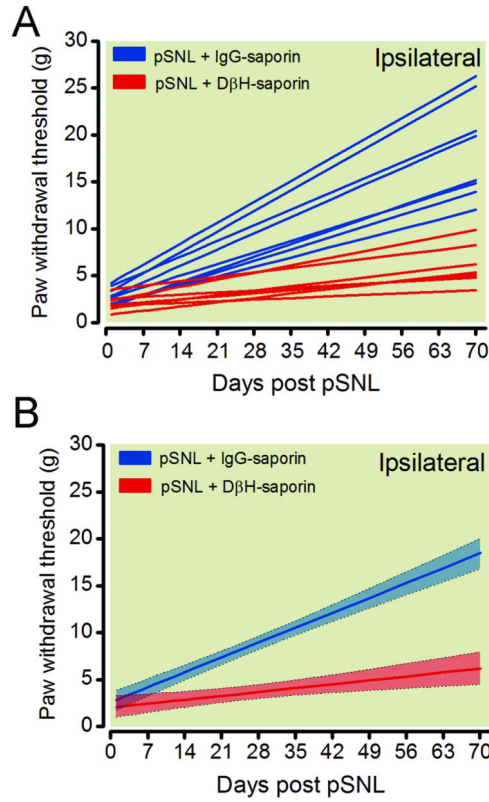 A
Paw withdrawal threshold (g)
30
25
20
15
10
5
0
pSNL + IgG-saporin
pSNL + DβH-saporin
Ipsilateral
0 7 14 21 28 35 42 49 56 63 70
Days post pSNL
B
Paw withdrawal threshold (g)
30
25
20
15
10
5
0
pSNL + IgG-saporin
pSNL + DβH-saporin
Ipsilateral
0 7 14 21 28 35 42 49 56 63 70
Days post pSNL